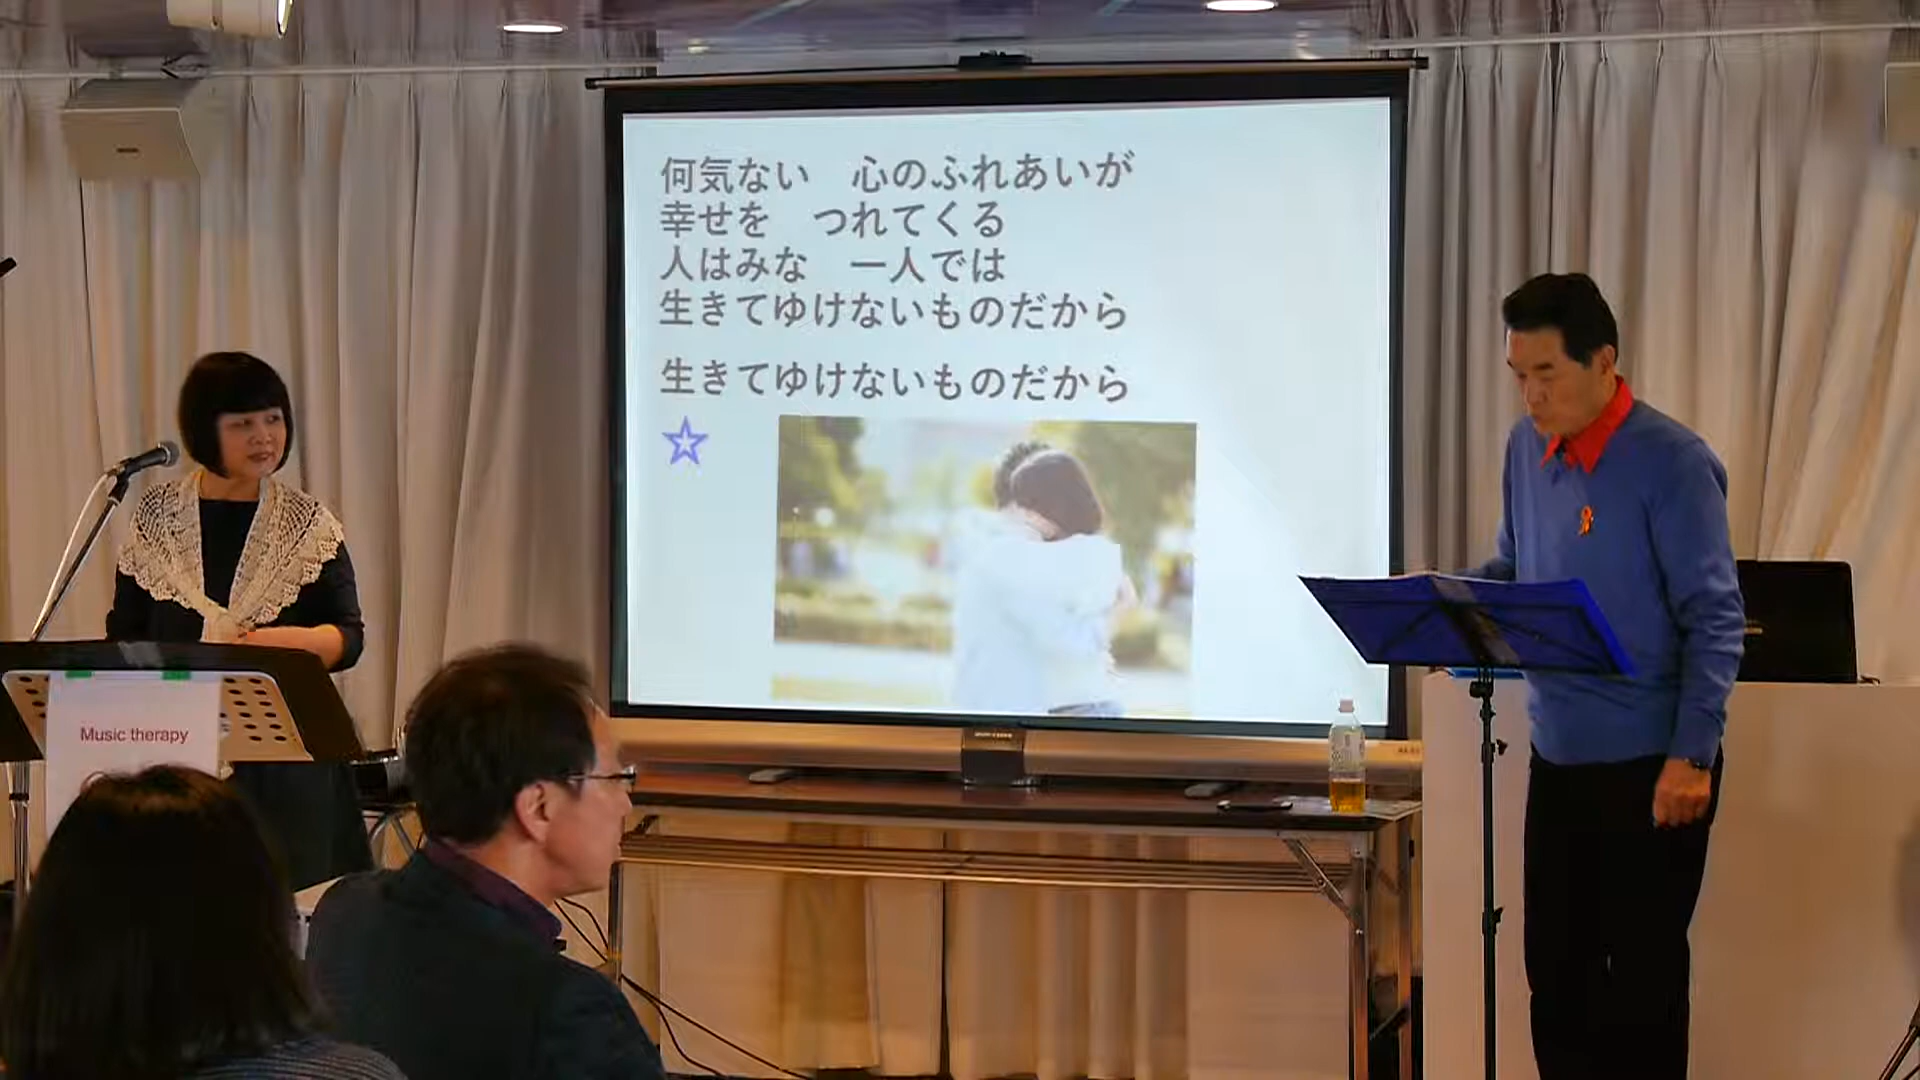 何気ない　心のふれあいが
幸せを　つれてくる
人はみな　一人では
生きてゆけないものだから
生きてゆけないものだから
Music therapy